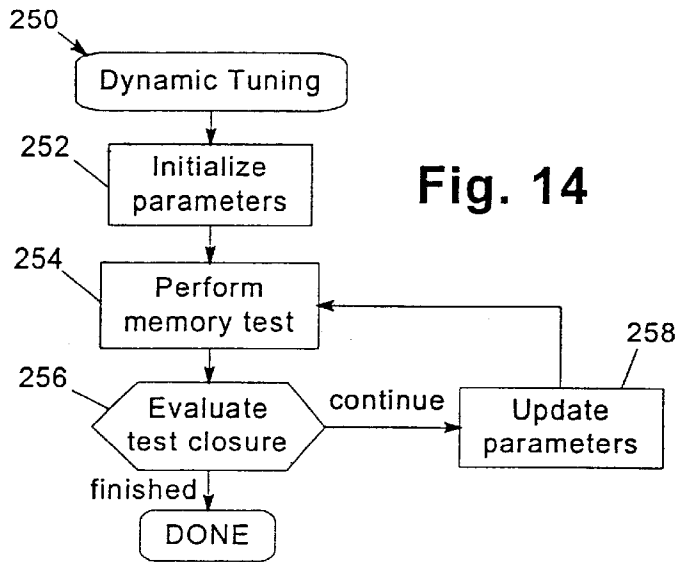 250
Dynamic Tuning
252
Initialize
parameters
Fig. 14
254
Perform
memory test
256
Evaluate
test closure
continue
258
Update
parameters
finished
DONE